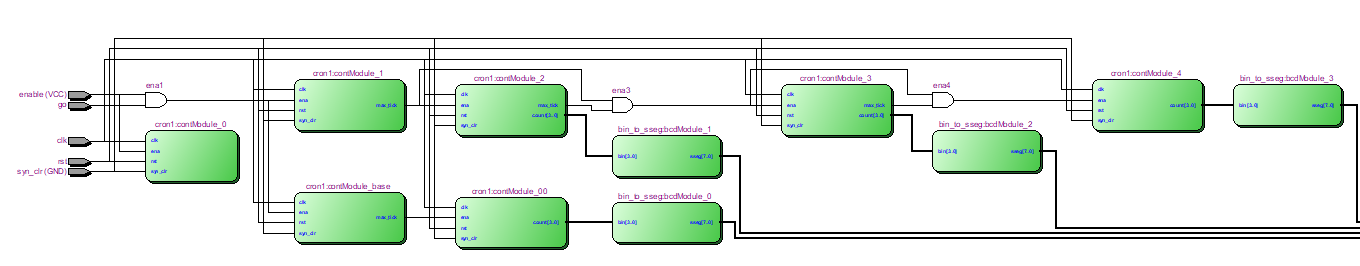 enable (VCC)
go
clk
rst
syn_clr (GND)
ena1
cron1:contModule_0
clk
ena
rst
syn_clr
cron1:contModule_1
clk
ena
rst
syn_clr
max_tick
cron1:contModule_base
clk
ena
rst
syn_clr
max_tick
cron1:contModule_2
clk
ena
rst
syn_clr
max_tick
count[3..0]
cron1:contModule_00
clk
ena
rst
syn_clr
count[3..0]
ena3
bin_to_sseg:bcdModule_1
bin[3..0]
sseg[7..0]
bin_to_sseg:bcdModule_0
bin[3..0]
sseg[7..0]
cron1:contModule_3
clk
ena
rst
syn_clr
max_tick
count[3..0]
ena4
bin_to_sseg:bcdModule_2
bin[3..0]
sseg[7..0]
cron1:contModule_4
clk
ena
rst
syn_clr
count[3..0]
bin_to_sseg:bcdModule_3
bin[3..0]
sseg[7..0]